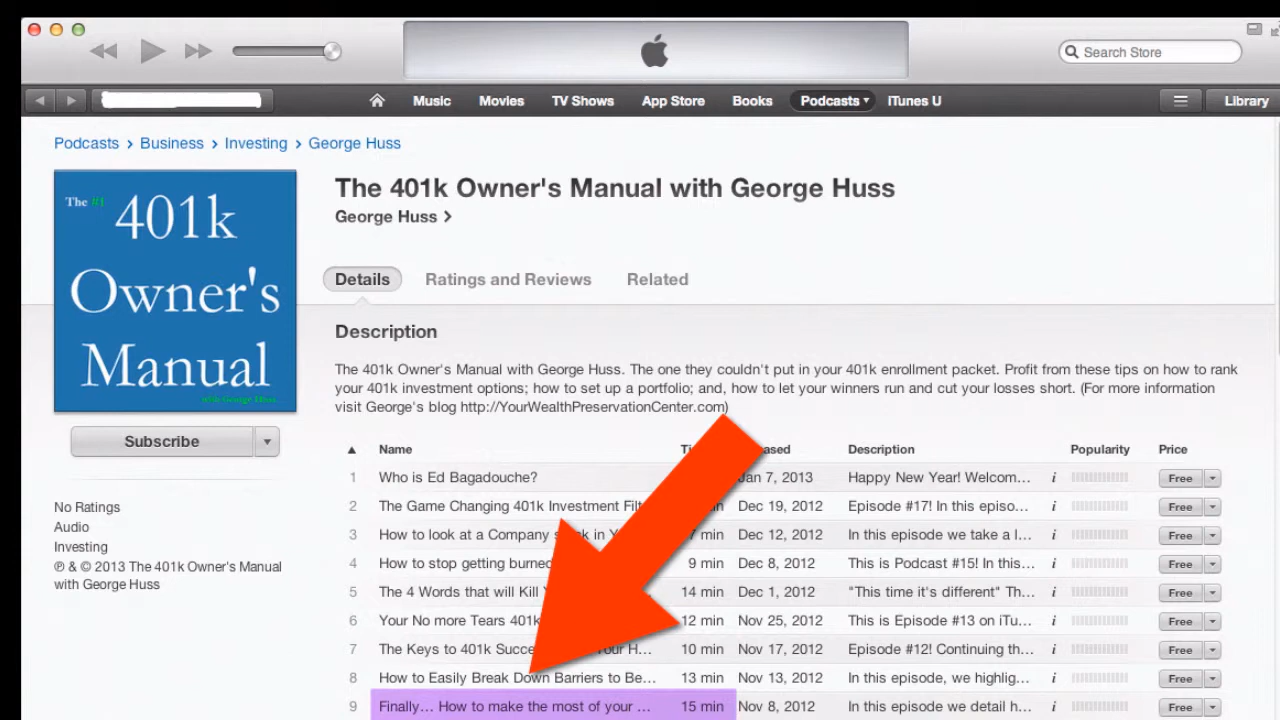 Search Store
Music Movies TV Shows App Store Books Podcasts iTunes U Library
Podcasts > Business > Investing > George Huss
The #1
401k
Owner's
Manual
with George Huss
The 401k Owner's Manual with George Huss
George Huss >
Details Ratings and Reviews Related
Description
The 401k Owner's Manual with George Huss. The one they couldn't put in your 401k enrollment packet. Profit from these tips on how to rank
your 401k investment options; how to set up a portfolio; and, how to let your winners run and cut your losses short. (For more information
visit George's blog http://YourWealthPreservationCenter.com)
Subscribe
No Ratings
Audio
Investing
℗ & © 2013 The 401k Owner's Manual
with George Huss
Name Description Popularity Price
1 Who is Ed Bagadouche? Jan 7, 2013 Happy New Year! Welcom... i Free
2 The Game Changing 401k Investment Dec 19, 2012 Episode #17! In this episo... i Free
3 How to look at a Company in min Dec 12, 2012 In this episode we take a l... i Free
4 How to stop getting burned 9 min Dec 8, 2012 This is Podcast #15! In this... i Free
5 The 4 Words that will Kill 14 min Dec 1, 2012 "This time it's different" Th... i Free
6 Your No more Tears 401k 12 min Nov 25, 2012 This is Episode #13 on iTu... i Free
7 The Keys to 401k Your H... 10 min Nov 17, 2012 Episode #12! Continuing th... i Free
8 How to Easily Break Down Barriers to Be... 13 min Nov 13, 2012 In this episode, we highlig... i Free
9 Finally... How to make the most of your ... 15 min Nov 8, 2012 In this episode we detail h... i Free